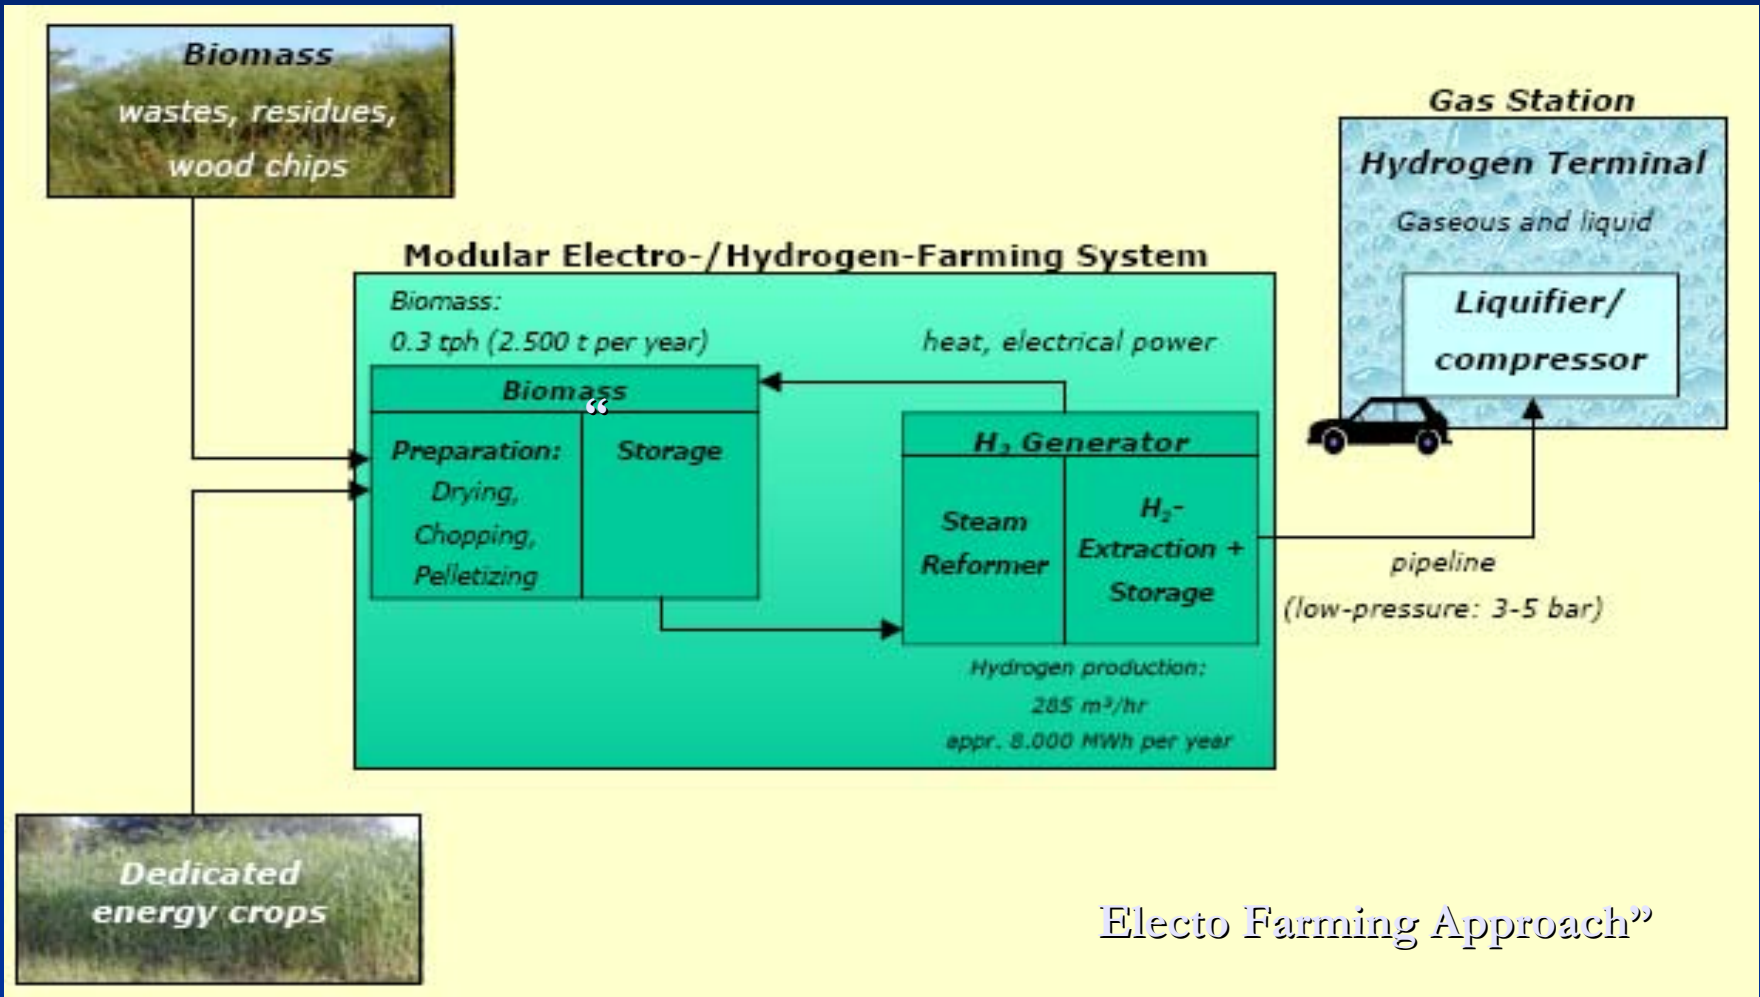 Biomass
wastes, residues,
wood chips
Gas Station
Hydrogen Terminal
Gaseous and liquid
Liquifier/
compressor
Modular Electro-/Hydrogen-Farming System
Biomass:
0.3 tph (2.500 t per year)
heat, electrical power
Biomass
“
Preparation:
Drying,
Chopping,
Pelletizing
Storage
H₂ Generator
Steam
Reformer
H₂-
Extraction +
Storage
pipeline
(low-pressure: 3-5 bar)
Hydrogen production:
285 m³/hr
appr. 8.000 MWh per year
Dedicated
energy crops
Electo Farming Approach”